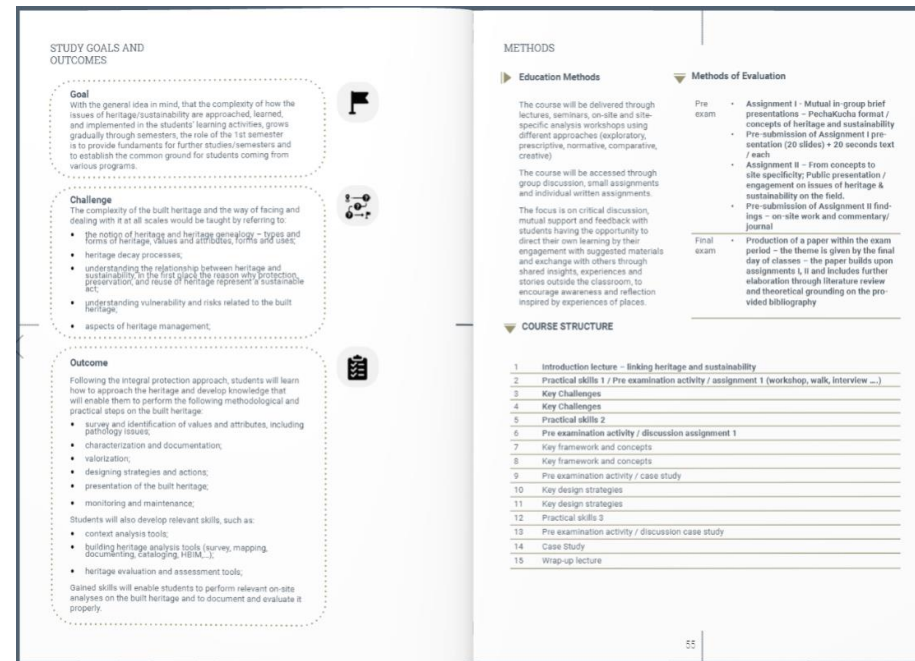 STUDY GOALS AND
OUTCOMES
Goal
With the general idea in mind, that the complexity of how the
issues of heritage/sustainability are approached, learned,
and implemented in the students' learning activities, grows
gradually through semesters, the role of the 1st semester
is to provide fundaments for further studies/semesters and
to establish the common ground for students coming from
various programs.
Challenge
The complexity of the built heritage and the way of facing and
dealing with it at all scales would be taught by referring to:
• the notion of heritage and heritage genealogy – types and
forms of heritage, values and attributes, forms and uses;
• heritage decay processes;
• understanding the relationship between heritage and
sustainability, in the first place the reason why protection,
preservation, and reuse of heritage represent a sustainable
act;
• understanding vulnerability and risks related to the built
heritage;
• aspects of heritage management;
Outcome
Following the integral protection approach, students will learn
how to approach the heritage and develop knowledge that
will enable them to perform the following methodological and
practical steps on the built heritage:
• survey and identification of values and attributes, including
pathology issues;
• characterization and documentation;
• valorization;
• designing strategies and actions;
• presentation of the built heritage;
• monitoring and maintenance;
Students will also develop relevant skills, such as:
• context analysis tools;
• building heritage analysis tools (survey, mapping,
documenting, cataloging, HBIM,..);
• heritage evaluation and assessment tools;
Gained skills will enable students to perform relevant on-site
analyses on the built heritage and to document and evaluate it
properly.
METHODS
Education Methods
The course will be delivered through
lectures, seminars, on-site and site-
specific analysis workshops using
different approaches (exploratory,
prescriptive, normative, comparative,
creative)
The course will be accessed through
group discussion, small assignments
and individual written assignments.
The focus is on critical discussion,
mutual support and feedback with
students having the opportunity to
direct their own learning by their
engagement with suggested materials
and exchange with others through
shared insights, experiences and
stories outside the classroom, to
encourage awareness and reflection
inspired by experiences of places.
Methods of Evaluation
Pre
exam
• Assignment I - Mutual in-group brief
presentations – PechaKucha format /
concepts of heritage and sustainability
• Pre-submission of Assignment I pre-
sentation (20 slides) + 20 seconds text
/ each
• Assignment II – From concepts to
site specificity; Public presentation /
engagement on issues of heritage &
sustainability on the field.
• Pre-submission of Assignment II find-
ings – on-site work and commentary/
journal
Final
exam
• Production of a paper within the exam
period – the theme is given by the final
day of classes – the paper builds upon
assignments I, II and includes further
elaboration through literature review
and theoretical grounding on the pro-
vided bibliography
COURSE STRUCTURE
1 Introduction lecture – linking heritage and sustainability
2 Practical skills 1 / Pre examination activity / assignment 1 (workshop, walk, interview ....)
3 Key Challenges
4 Key Challenges
5 Practical skills 2
6 Pre examination activity / discussion assignment 1
7 Key framework and concepts
8 Key framework and concepts
9 Pre examination activity / case study
10 Key design strategies
11 Key design strategies
12 Practical skills 3
13 Pre examination activity / discussion case study
14 Case Study
15 Wrap-up lecture
55